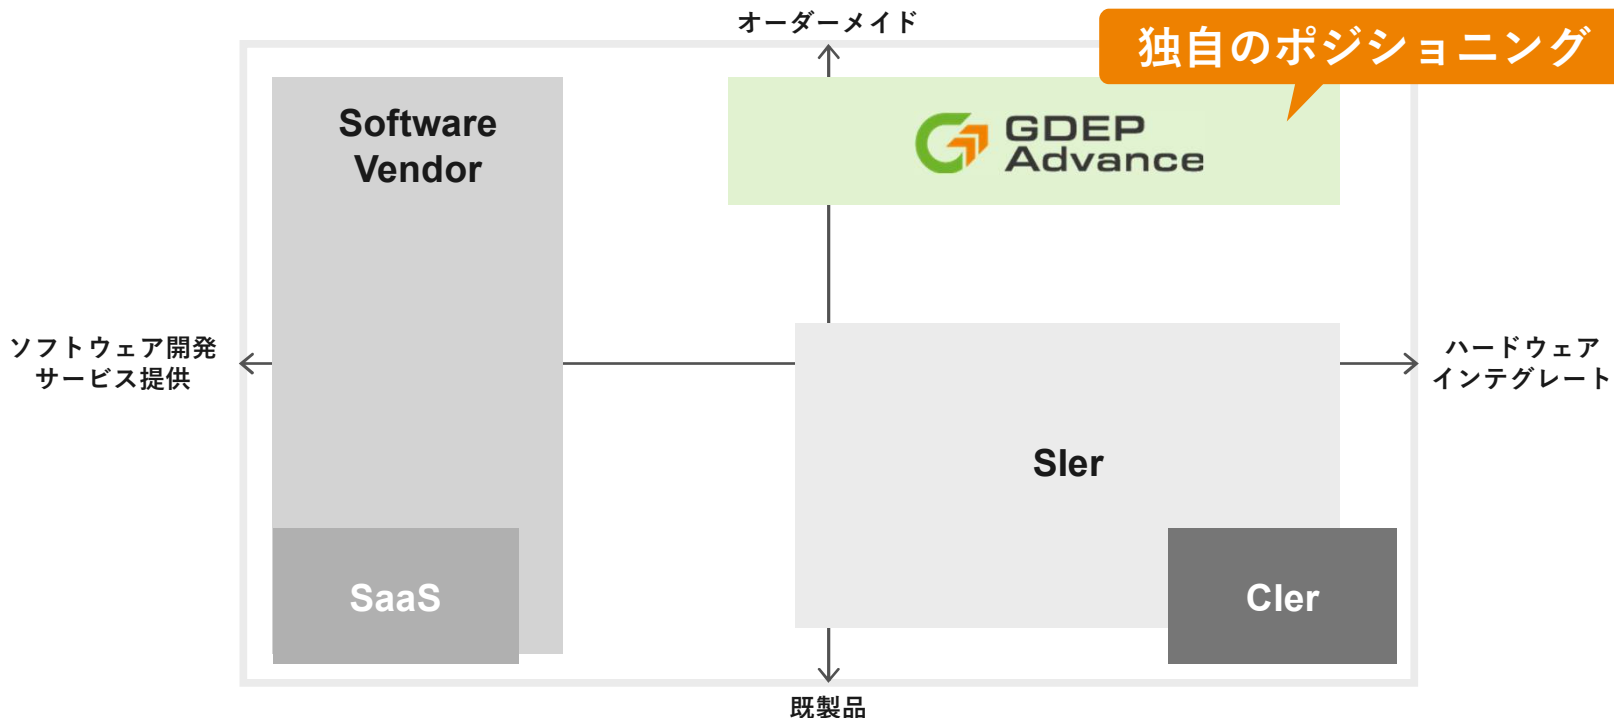 オーダーメイド
独自のポジショニング
Software
Vendor
GDEP
Advance
ソフトウェア開発
サービス提供
ハードウェア
インテグレート
SIer
SaaS
CIer
既製品